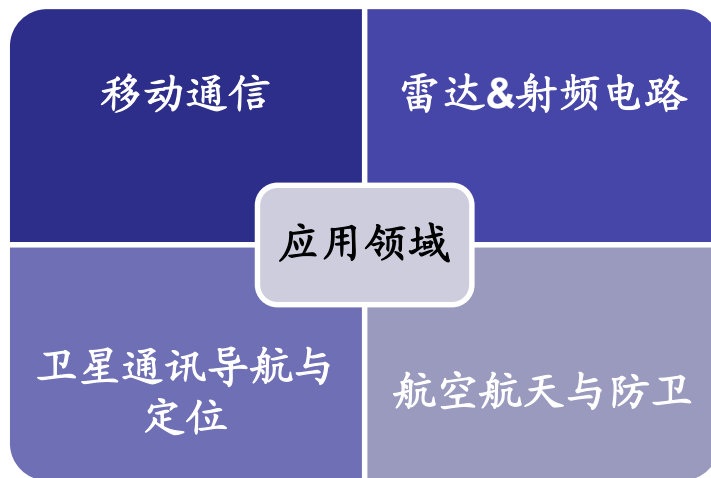 移动通信
雷达&射频电路
应用领域
卫星通讯导航与
定位
航空航天与防卫